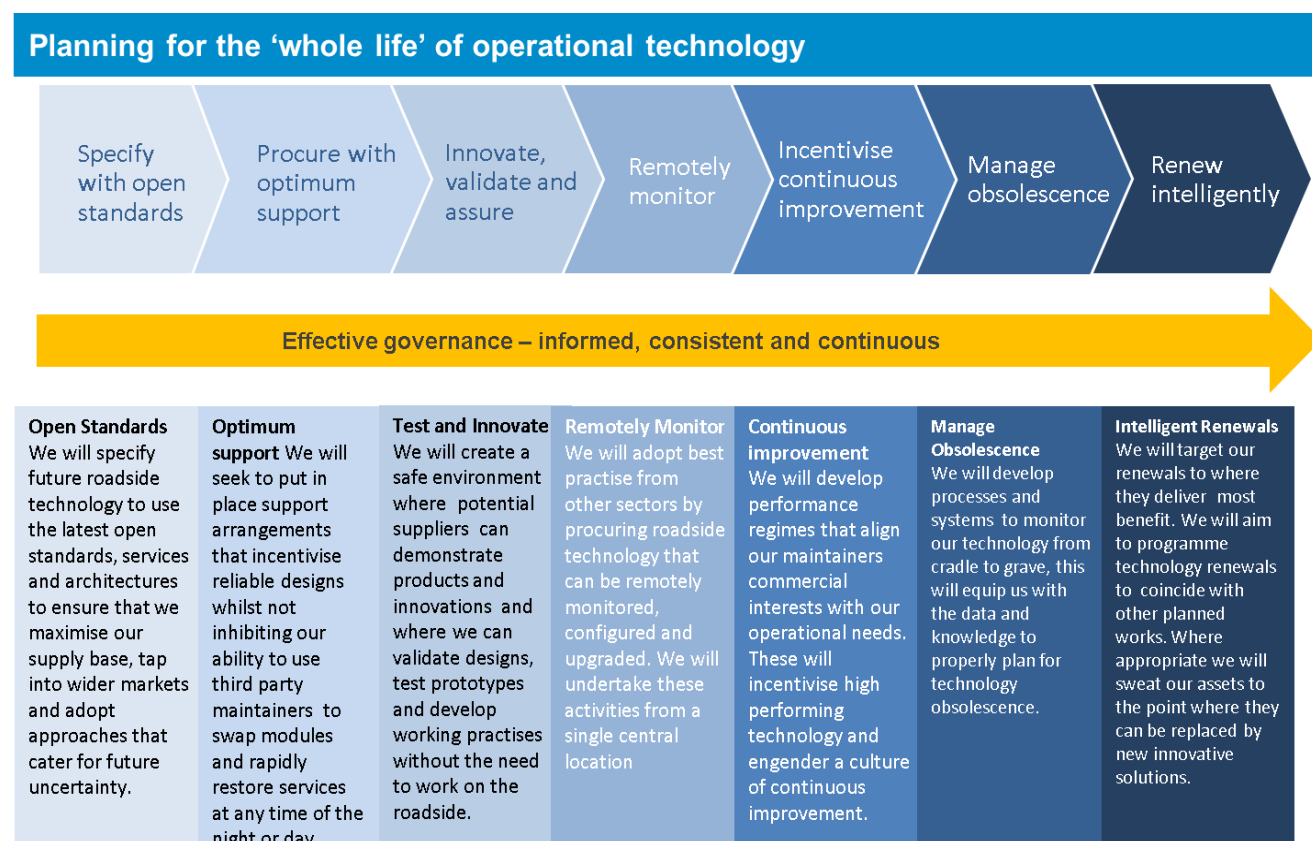 Planning for the ‘whole life’ of operational technology
Specify
with open
standards
Procure with
optimum
support
Innovate,
validate and
assure
Remotely
monitor
Incentivise
continuous
improvement
Manage
obsolescence
Renew
intelligently
Effective governance – informed, consistent and continuous
Open Standards
We will specify
future roadside
technology to use
the latest open
standards, services
and architectures
to ensure that we
maximise our
supply base, tap
into wider markets
and adopt
approaches that
cater for future
uncertainty.
Optimum
support We will
seek to put in
place support
arrangements
that incentivise
reliable designs
whilst not
inhibiting our
ability to use
third party
maintainers to
swap modules
and rapidly
restore services
at any time of the
night or day
Test and Innovate
We will create a
safe environment
where potential
suppliers can
demonstrate
products and
innovations and
where we can
validate designs,
test prototypes
and develop
working practises
without the need
to work on the
roadside.
Remotely Monitor
We will adopt best
practise from
other sectors by
procuring roadside
technology that
can be remotely
monitored,
configured and
upgraded. We will
undertake these
activities from a
single central
location
Continuous
improvement
We will develop
performance
regimes that align
our maintainers
commercial
interests with our
operational needs.
These will
incentivise high
performing
technology and
engender a culture
of continuous
improvement.
Manage
Obsolescence
We will develop
processes and
systems to monitor
our technology from
cradle to grave, this
will equip us with
the data and
knowledge to
properly plan for
technology
obsolescence.
Intelligent Renewals
We will target our
renewals to where
they deliver most
benefit. We will aim
to programme
technology renewals
to coincide with
other planned
works. Where
appropriate we will
sweat our assets to
the point where they
can be replaced by
new innovative
solutions.